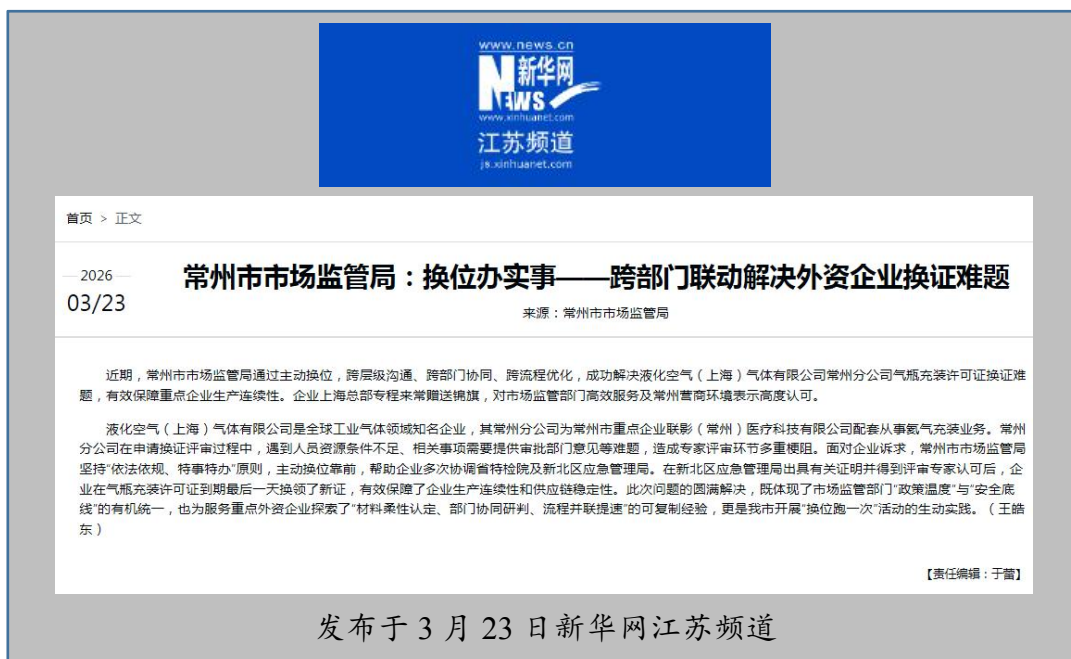 www.news.cn
新华网
NEWS
www.xinhuanet.com
江苏频道
js.xinhuanet.com
首页 > 正文
2026
03/23
常州市市场监管局：换位办实事——跨部门联动解决外资企业换证难题
来源：常州市市场监管局
近期，常州市市场监管局通过主动换位，跨层级沟通、跨部门协同、跨流程优化，成功解决液化空气（上海）气体有限公司常州分公司气瓶充装许可证换证难
题，有效保障重点企业生产连续性。企业上海总部专程来常赠送锦旗，对市场监管部门高效服务及常州营商环境表示高度认可。
液化空气（上海）气体有限公司是全球工业气体领域知名企业，其常州分公司为常州市重点企业联影（常州）医疗科技有限公司配套从事氦气充装业务。常州
分公司在申请换证评审过程中，遇到人员资源条件不足、相关事项需要提供审批部门意见等难题，造成专家评审环节多重梗阻。面对企业诉求，常州市市场监管局
坚持“依法依规、特事特办”原则，主动换位靠前，帮助企业多次协调省特检院及新北区应急管理局。在新北区应急管理局出具有关证明并得到评审专家认可后，企
业在气瓶充装许可证到期最后一天换领了新证，有效保障了企业生产连续性和供应链稳定性。此次问题的圆满解决，既体现了市场监管部门“政策温度”与“安全底
线”的有机统一，也为服务重点外资企业探索了“材料柔性认定、部门协同研判、流程并联提速”的可复制经验，更是我市开展“换位跑一次”活动的生动实践。（王皓
东）
【责任编辑：于蕾】
发布于 3 月 23 日新华网江苏频道